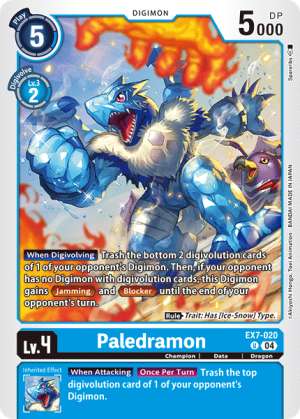 DIGIMON
Play
5
5000
DP
Digivolve
Lv.3
2
When Digivolving Trash the bottom 2 digivolution cards
of 1 of your opponent's Digimon. Then, if your opponent
has no Digimon with digivolution cards, this Digimon
gains Jamming and Blocker until the end of your
opponent's turn.
Rule Trait: Has [Ice-Snow] Type.
Lv.4
Paledramon
EX7-020
U 04
Champion
Data
Dragon
Inherited Effect
When Attacking Once Per Turn Trash the top
digivolution card of 1 of your opponent's
Digimon.
©Akiyoshi Hongo, Toei Animation · BANDAI MADE IN JAPAN